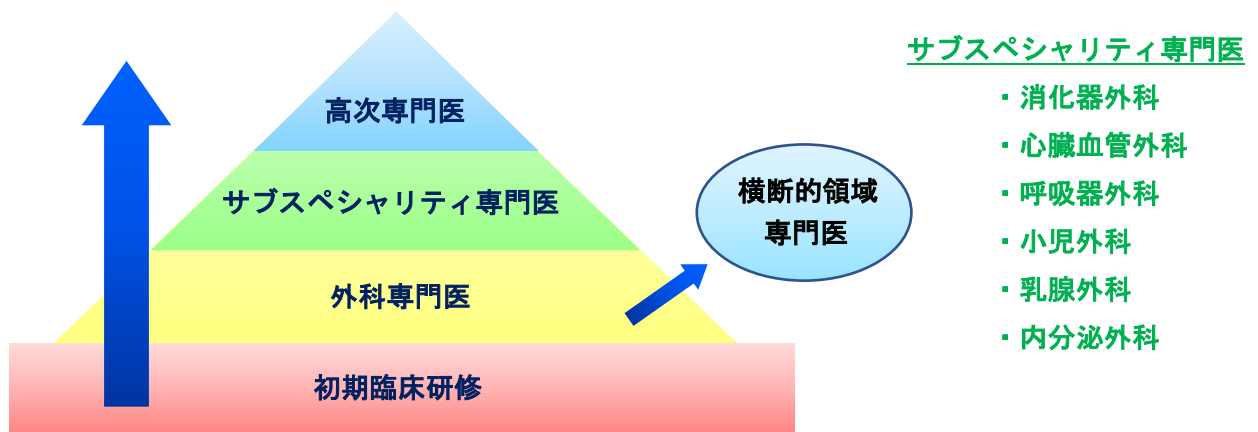 高次専門医
サブスペシャリティ専門医
外科専門医
初期臨床研修
横断的領域
専門医
サブスペシャリティ専門医
・消化器外科
・心臓血管外科
・呼吸器外科
・小児外科
・乳腺外科
・内分泌外科